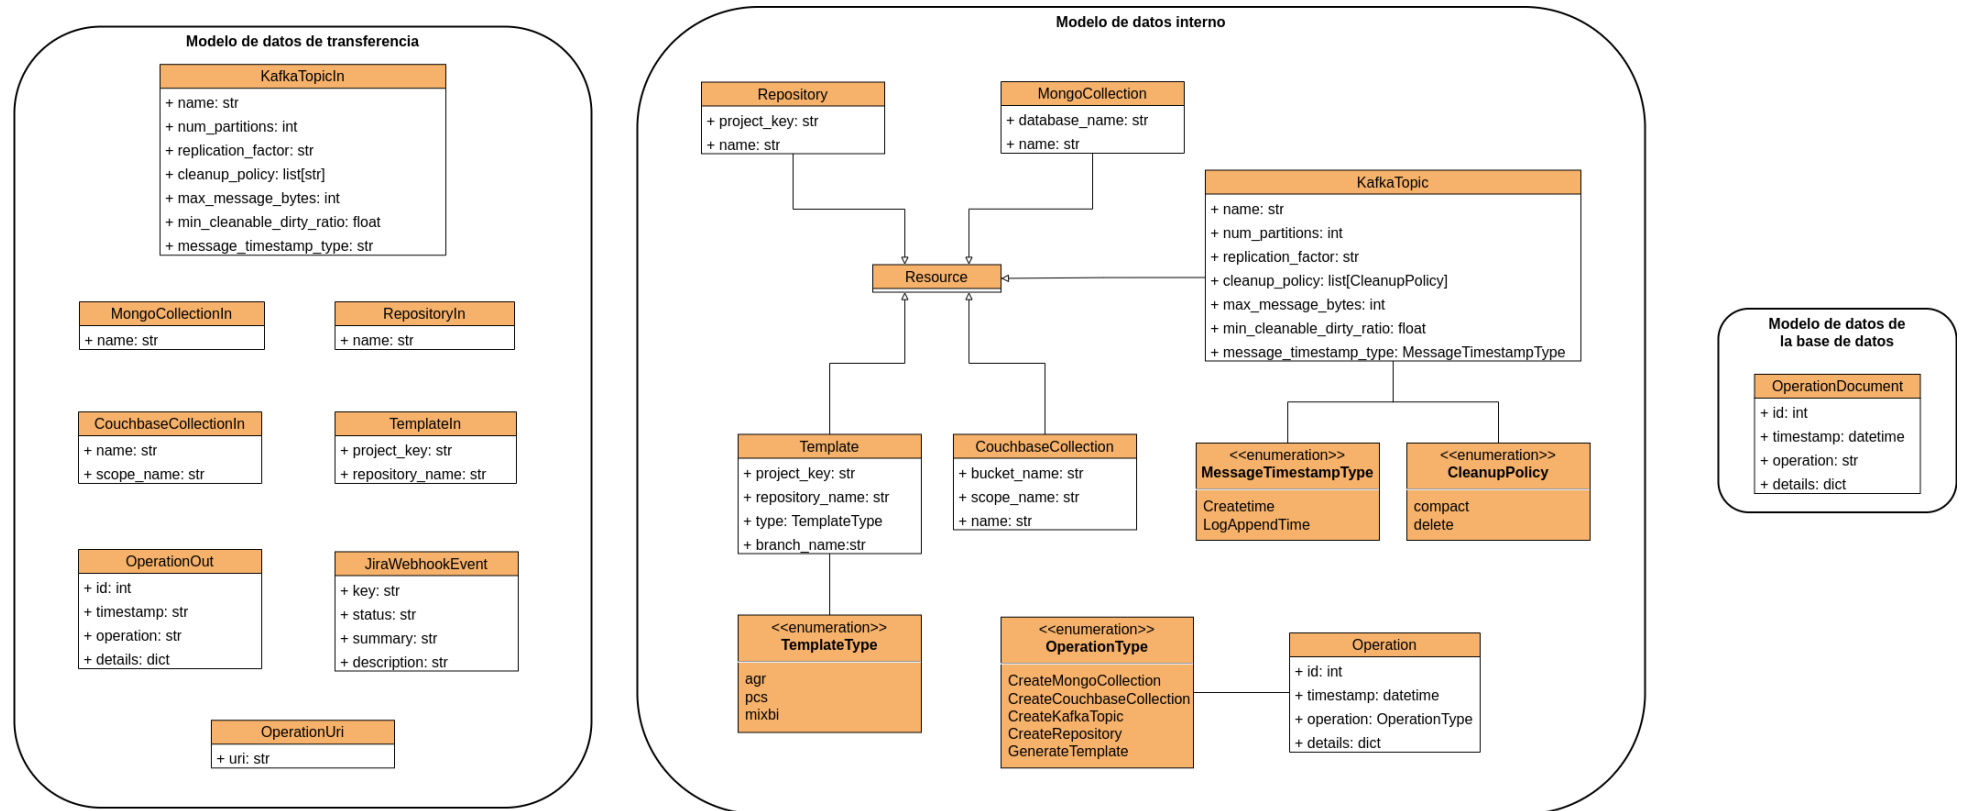 Modelo de datos de transferencia
KafkaTopicIn
+ name: str
+ num_partitions: int
+ replication_factor: str
+ cleanup_policy: list[str]
+ max_message_bytes: int
+ min_cleanable_dirty_ratio: float
+ message_timestamp_type: str
MongoCollectionIn
+ name: str
RepositoryIn
+ name: str
CouchbaseCollectionIn
+ name: str
+ scope_name: str
TemplateIn
+ project_key: str
+ repository_name: str
OperationOut
+ id: int
+ timestamp: str
+ operation: str
+ details: dict
JiraWebhookEvent
+ key: str
+ status: str
+ summary: str
+ description: str
OperationUri
+ uri: str
Modelo de datos interno
Repository
+ project_key: str
+ name: str
MongoCollection
+ database_name: str
+ name: str
KafkaTopic
+ name: str
+ num_partitions: int
+ replication_factor: str
+ cleanup_policy: list[CleanupPolicy]
+ max_message_bytes: int
+ min_cleanable_dirty_ratio: float
+ message_timestamp_type: MessageTimestampType
Resource
Template
+ project_key: str
+ repository_name: str
+ type: TemplateType
+ branch_name:str
CouchbaseCollection
+ bucket_name: str
+ scope_name: str
+ name: str
<<enumeration>>
MessageTimestampType
Createtime
LogAppendTime
<<enumeration>>
CleanupPolicy
compact
delete
<<enumeration>>
TemplateType
agr
pcs
mixbi
<<enumeration>>
OperationType
CreateMongoCollection
CreateCouchbaseCollection
CreateKafkaTopic
CreateRepository
GenerateTemplate
Operation
+ id: int
+ timestamp: datetime
+ operation: OperationType
+ details: dict
Modelo de datos de
la base de datos
OperationDocument
+ id: int
+ timestamp: datetime
+ operation: str
+ details: dict